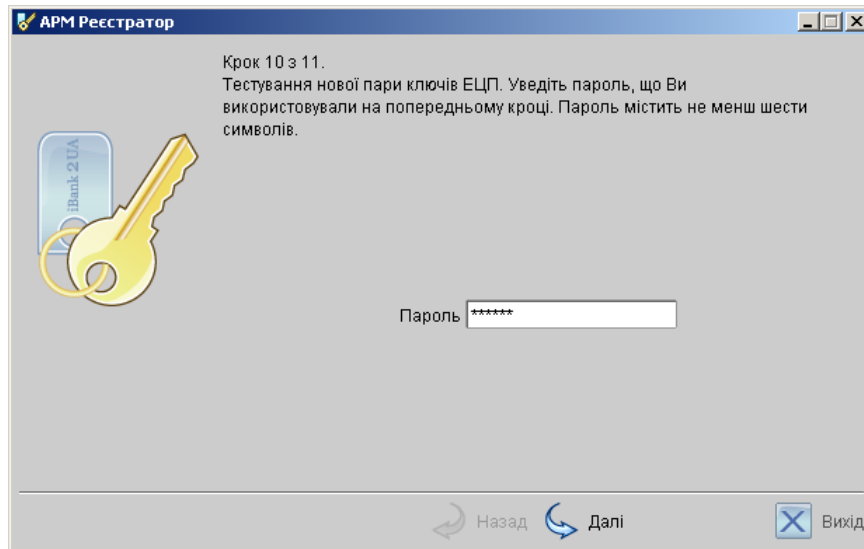 АРМ Реєстратор
Крок 10 з 11.
Тестування нової пари ключів ЕЦП. Уведіть пароль, що Ви
використовували на попередньому кроці. Пароль містить не менш шести
символів.
iBank 2 UA
Пароль ******
Назад Далі Вихід